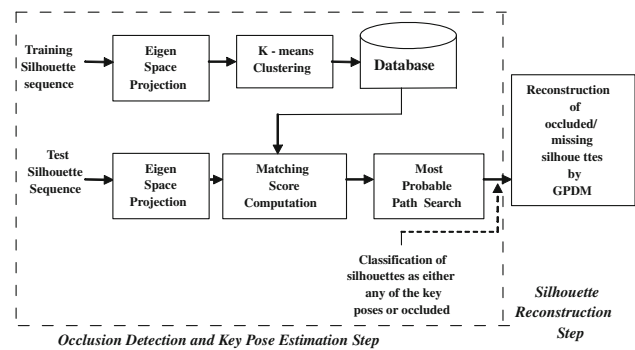 Training
Silhouette
sequence
Eigen
Space
Projection
K - means
Clustering
Database
Reconstruction
of
occluded/
missing
silhoue ttes
by
GPDM
Test
Silhouette
Sequence
Eigen
Space
Projection
Matching
Score
Computation
Most
Probable
Path Search
Classification of
silhouettes as either
any of the key
poses or occluded
Silhouette
Reconstruction
Step
Occlusion Detection and Key Pose Estimation Step